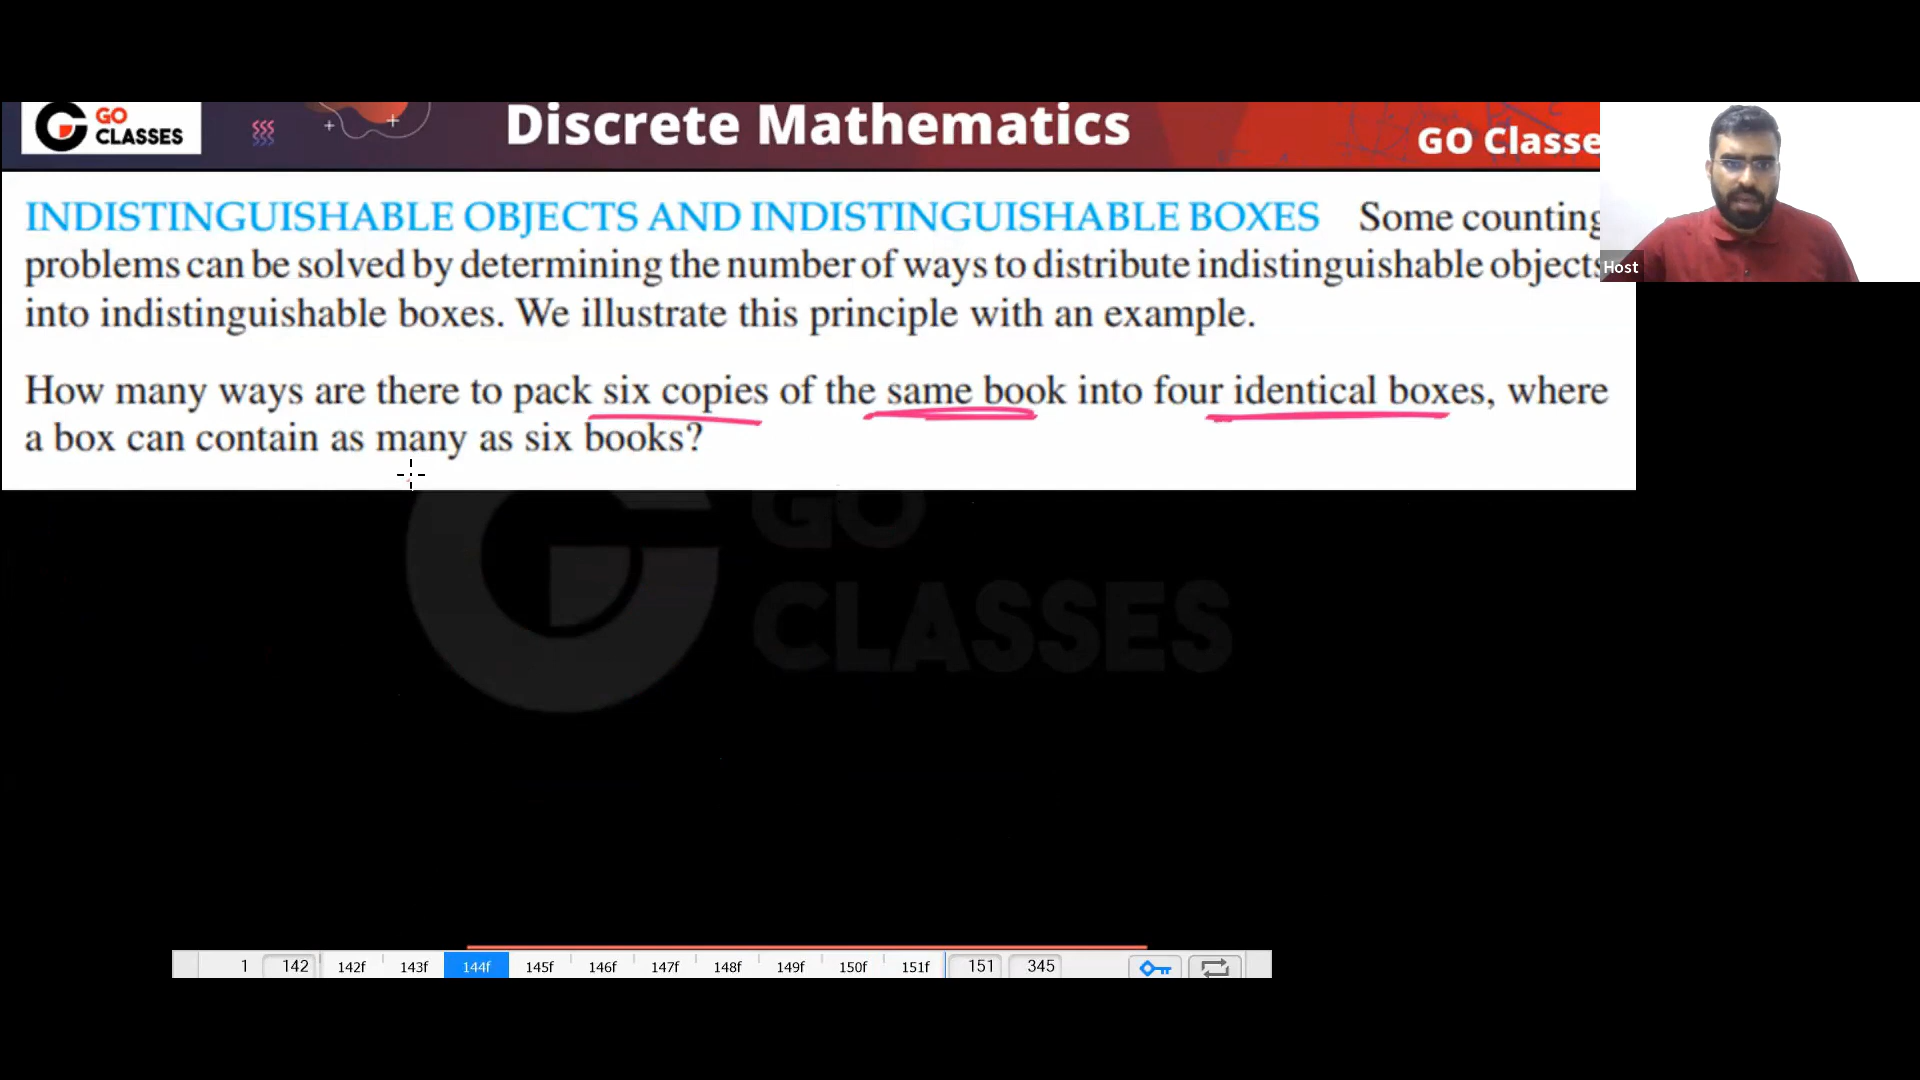 GO
CLASSES
Discrete Mathematics
GO Classe
INDISTINGUISHABLE OBJECTS AND INDISTINGUISHABLE BOXES Some counting
problems can be solved by determining the number of ways to distribute indistinguishable objects
into indistinguishable boxes. We illustrate this principle with an example.
Host
How many ways are there to pack six copies of the same book into four identical boxes, where
a box can contain as many as six books?
GO
CLASSES
1 142 142f 143f 144f 145f 146f 147f 148f 149f 150f 151f 151 345